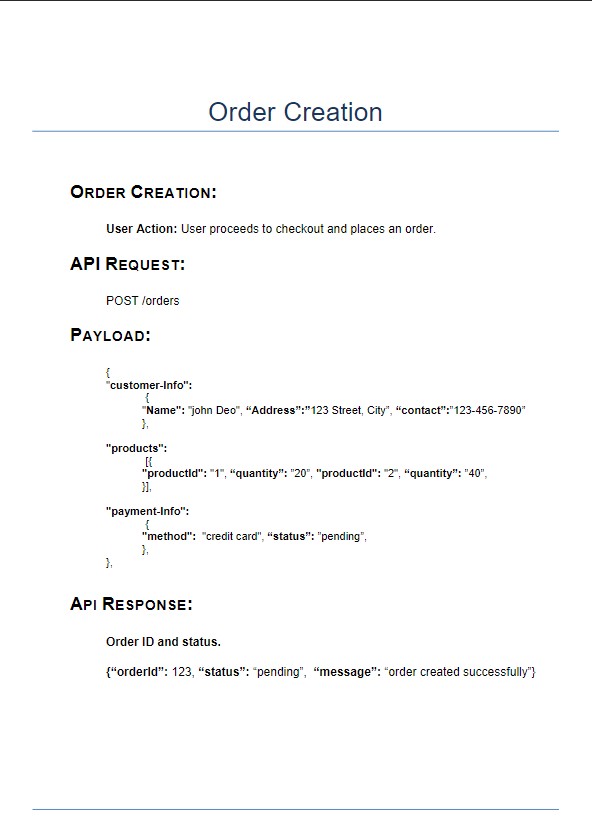 Order Creation
ORDER CREATION:
User Action: User proceeds to checkout and places an order.
API REQUEST:
POST /orders
PAYLOAD:
{
"customer-Info":
{
"Name": "john Deo", “Address”:”123 Street, City”, “contact”:”123-456-7890”
},
"products":
[{
"productId": "1", “quantity”: ”20”, "productId": "2", “quantity”: ”40”,
}],
"payment-Info":
{
"method":  "credit card", “status”: ”pending”,
},
},
API RESPONSE:
Order ID and status.
{“orderId”: 123, “status”: “pending”,  “message”: “order created successfully”}